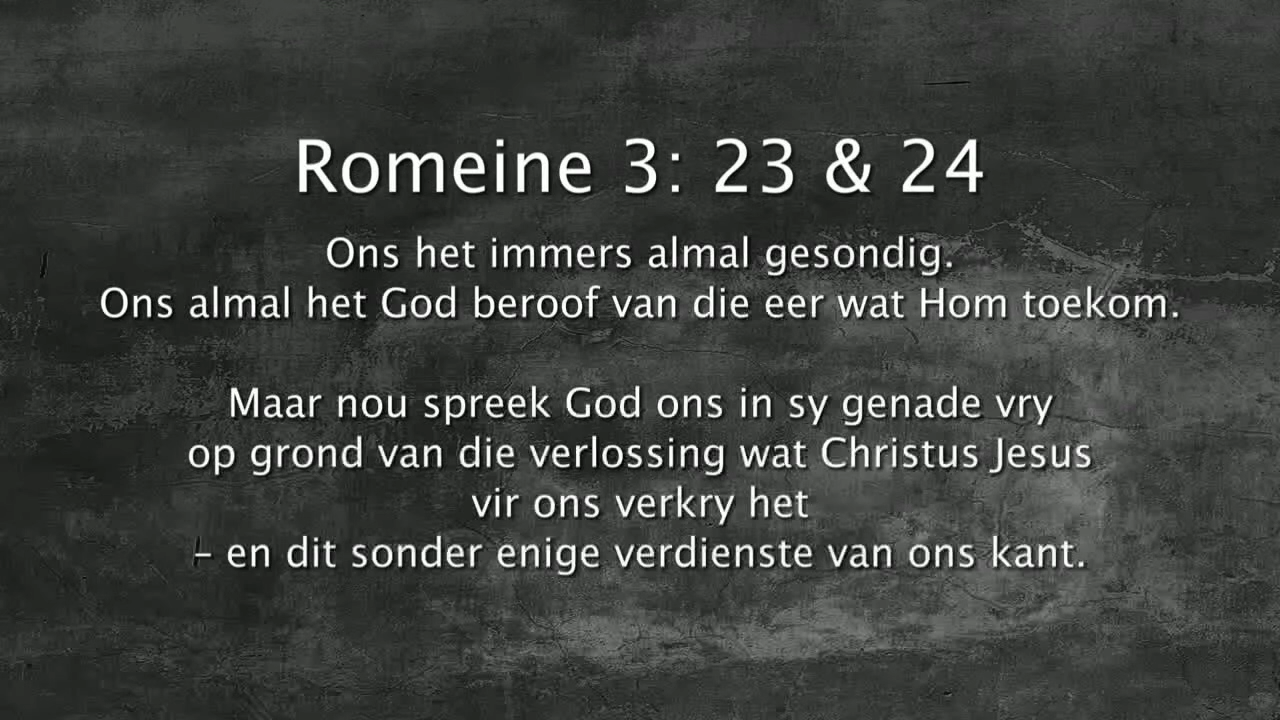 Romeine 3: 23 & 24
Ons het immers almal gesondig.
Ons almal het God beroof van die eer wat Hom toekom.
Maar nou spreek God ons in sy genade vry
op grond van die verlossing wat Christus Jesus
vir ons verkry het
– en dit sonder enige verdienste van ons kant.